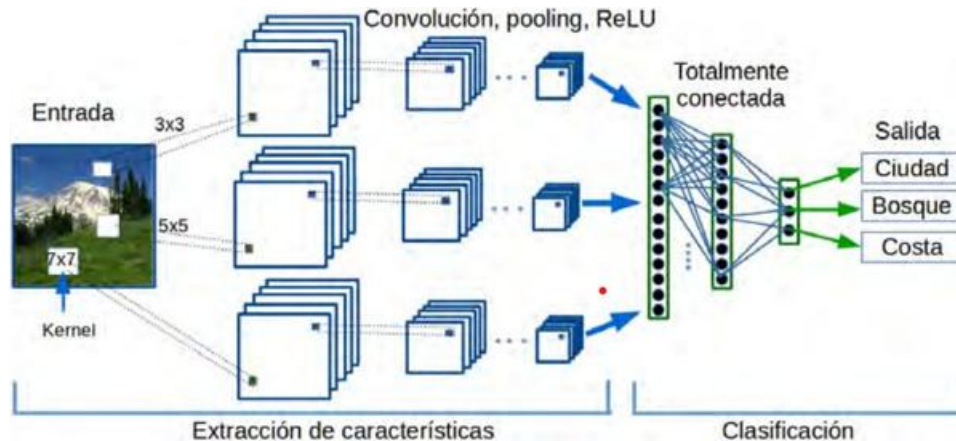 Convolución, pooling, ReLU
Entrada
3x3
5x5
7x7
Kernel
Totalmente
conectada
Salida
Ciudad
Bosque
Costa
Extracción de características
Clasificación